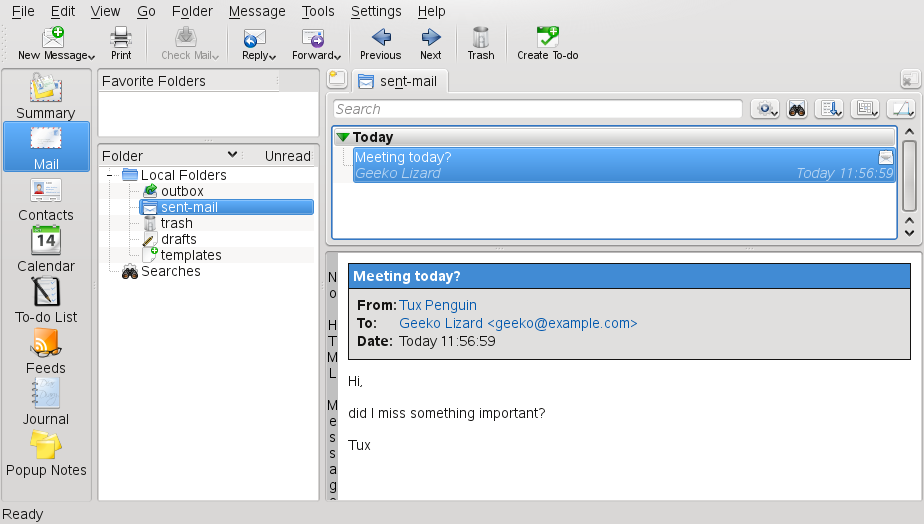 File Edit View Go Folder Message Tools Settings Help
New Message Print Check Mail Reply Forward Previous Next Trash Create To-do
Summary
Mail
Contacts
14
Calendar
To-do List
Feeds
Journal
Popup Notes
Favorite Folders
Folder Unread
Local Folders
outbox
sent-mail
trash
drafts
templates
Searches
sent-mail
Search
Today
Meeting today?
Geeko Lizard Today 11:56:59
No HTML Messag
Meeting today?
From: Tux Penguin
To: Geeko Lizard <geeko@example.com>
Date: Today 11:56:59
Hi,
did I miss something important?
Tux
Ready